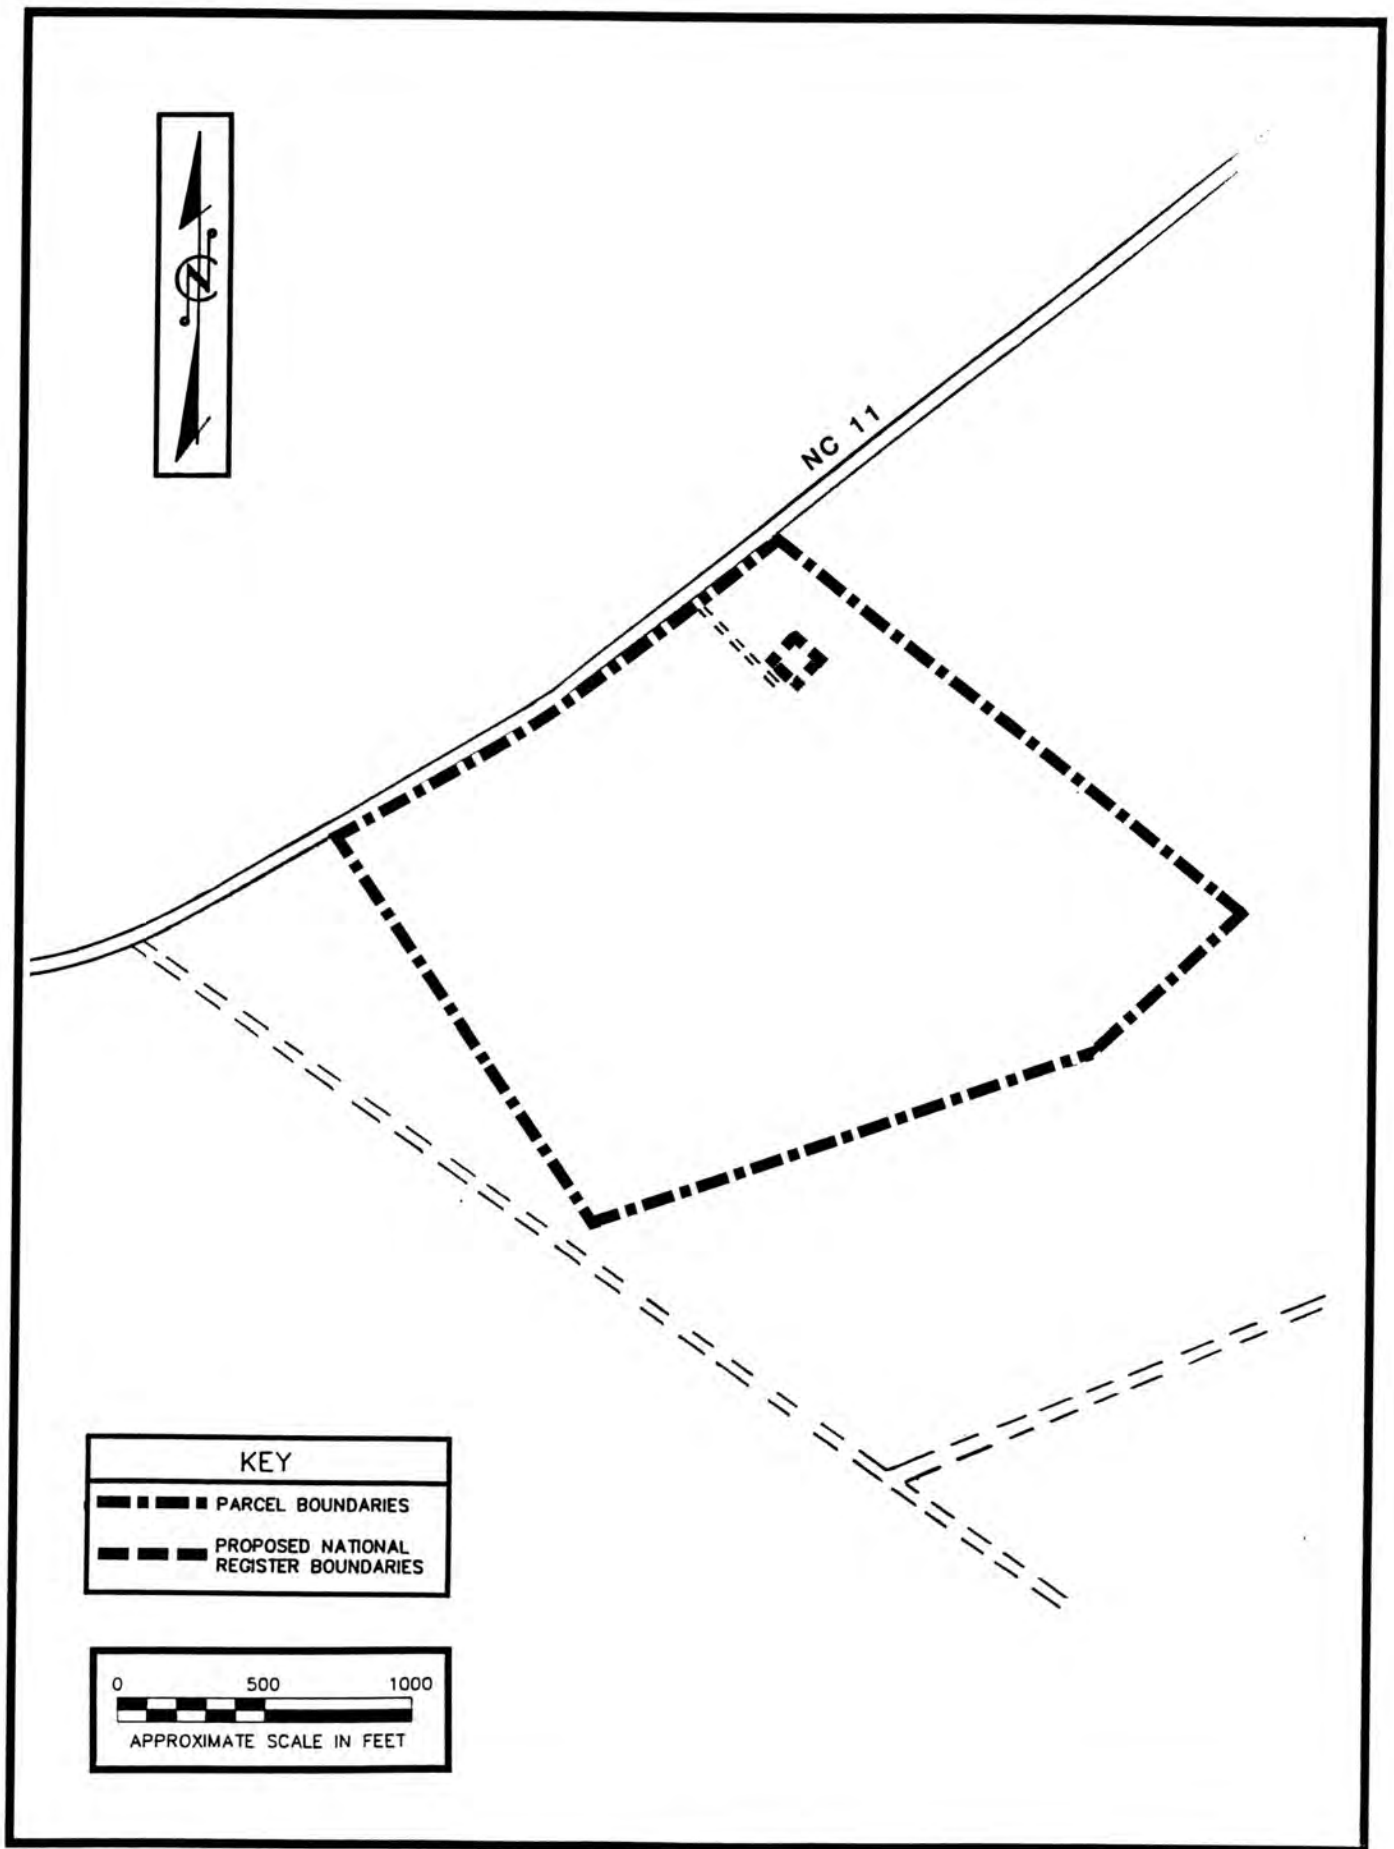 N
NC 11
KEY
PARCEL BOUNDARIES
PROPOSED NATIONAL
REGISTER BOUNDARIES
0 500 1000
APPROXIMATE SCALE IN FEET